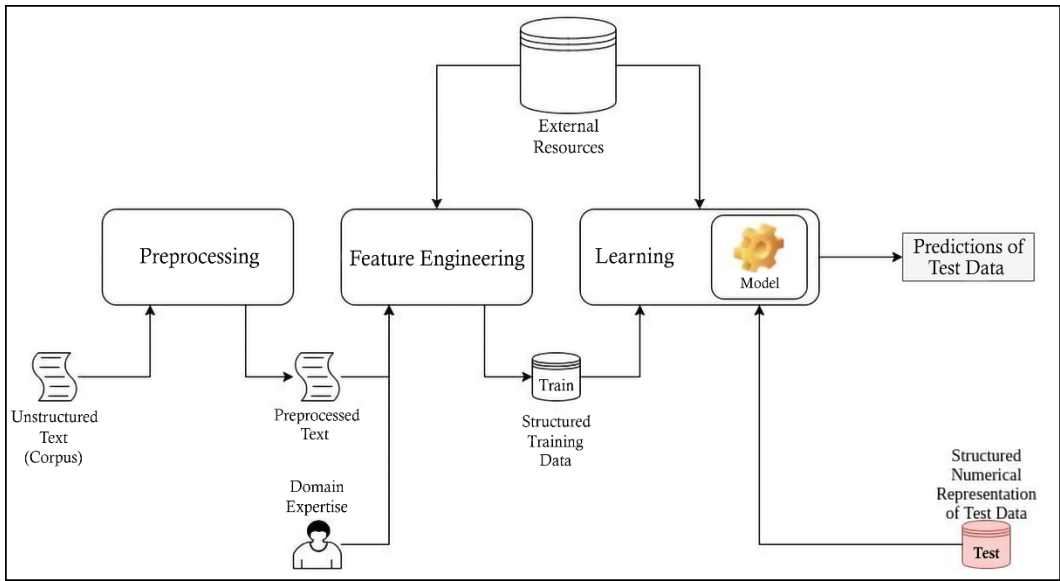 External
Resources
Preprocessing
Feature Engineering
Learning
Model
Predictions of
Test Data
Unstructured
Text
(Corpus)
Preprocessed
Text
Train
Structured
Training
Data
Domain
Expertise
Structured
Numerical
Representation
of Test Data
Test